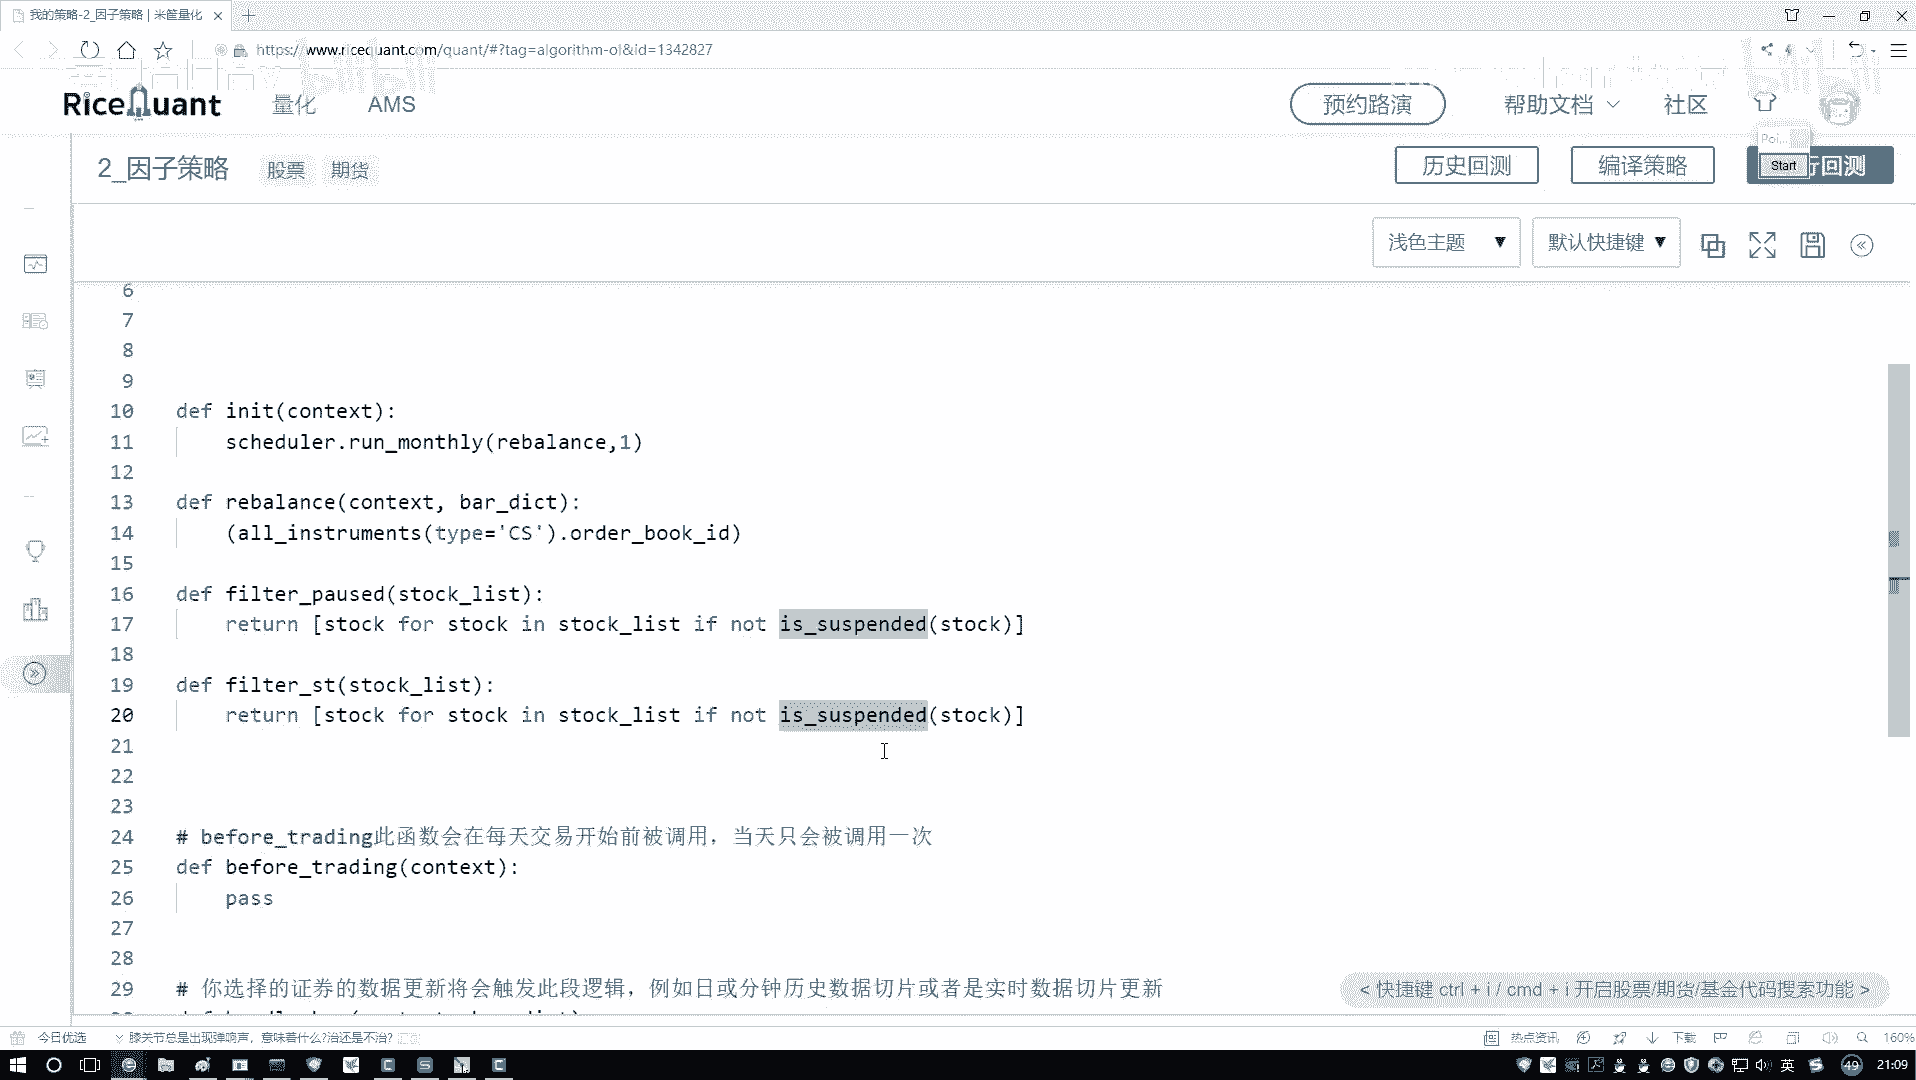 我的策略-2_因子策略 | 米筐量化
https://www.ricequant.com/quant/#?tag=algorithm-ol&id=1342827
RiceQuant 量化 AMS 预约路演 帮助文档 社区
Poi...
2_因子策略 股票 期货 历史回测 编译策略 Start 行回测
浅色主题 ▼ 默认快捷键 ▼
6
7
8
9
10 def init(context):
11 scheduler.run_monthly(rebalance,1)
12
13 def rebalance(context, bar_dict):
14 (all_instruments(type='CS').order_book_id)
15
16 def filter_paused(stock_list):
17 return [stock for stock in stock_list if not is_suspended(stock)]
18
19 def filter_st(stock_list):
20 return [stock for stock in stock_list if not is_suspended(stock)]
21
22
23
24 # before_trading此函数会在每天交易开始前被调用，当天只会被调用一次
25 def before_trading(context):
26 pass
27
28
29 # 你选择的证券的数据更新将会触发此段逻辑，例如日或分钟历史数据切片或者是实时数据切片更新
< 快捷键 ctrl + i / cmd + i 开启股票/期货/基金代码搜索功能 >
今日优选 膝关节总是出现弹响声，意味着什么?治还是不治? 热点资讯 下载 160%
英 49 21:09